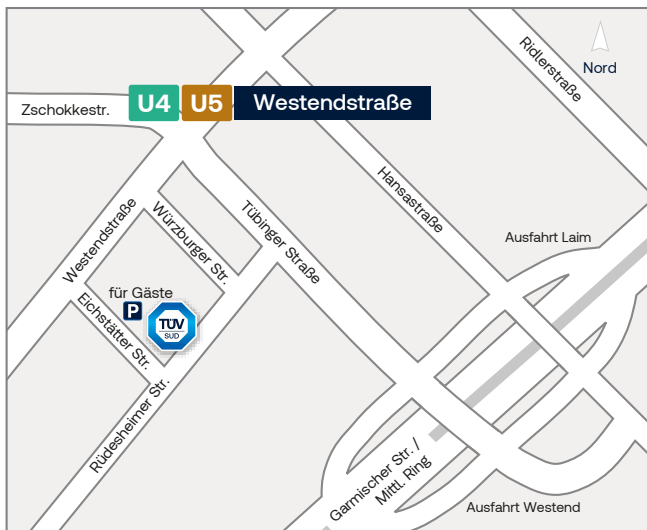 Ridlerstraße
Nord
Zschokkestr.
U4 U5 Westendstraße
Hansastraße
Westendstraße
Würzburger Str.
Tübinger Straße
Ausfahrt Laim
für Gäste
P
TÜV
SÜD
Eichstätter Str.
Rüdesheimer Str.
Garmischer Str. /
Mittl. Ring
Ausfahrt Westend